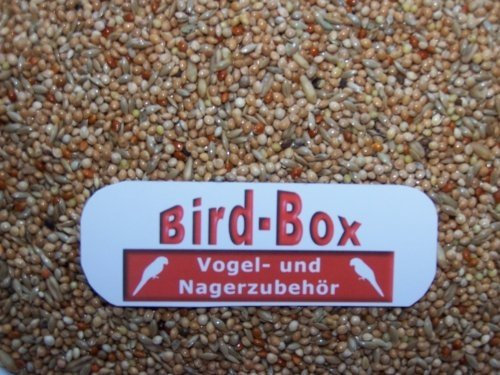 Bird-Box
Vogel- und
Nagerzubehör